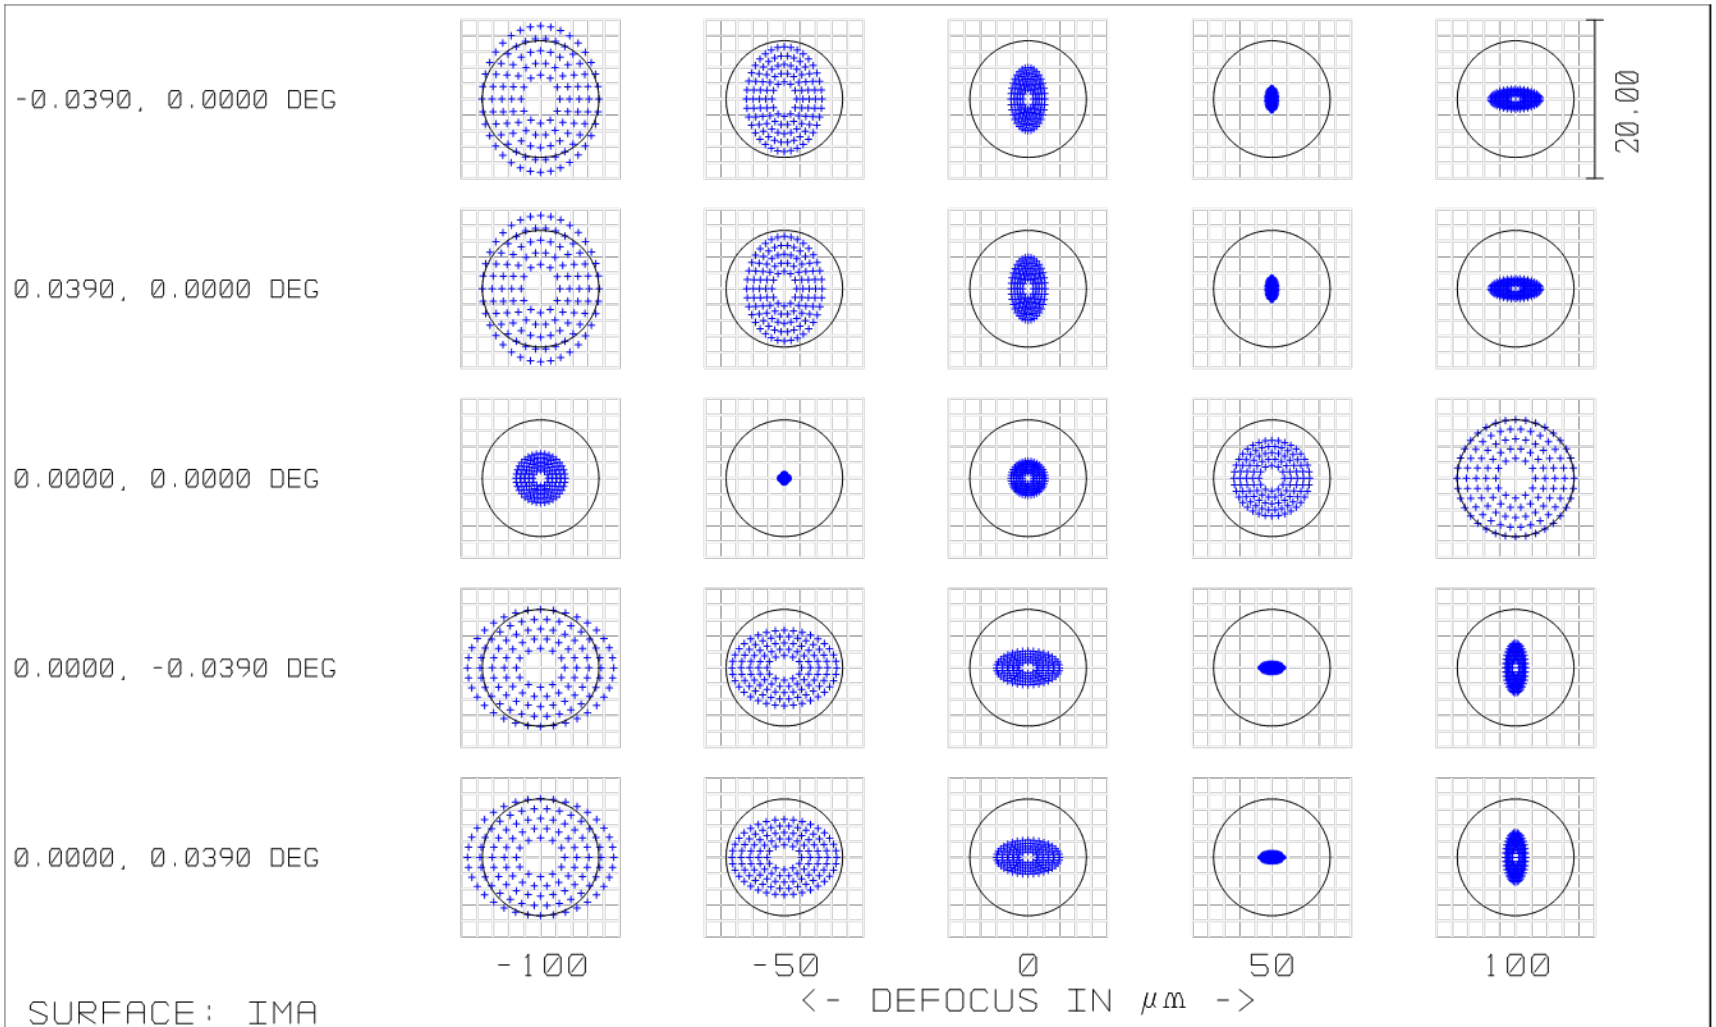 -0.0390, 0.0000 DEG
20.00
0.0390, 0.0000 DEG
0.0000, 0.0000 DEG
0.0000, -0.0390 DEG
0.0000, 0.0390 DEG
-100 -50 0 50 100
<- DEFOCUS IN μm ->
SURFACE: IMA